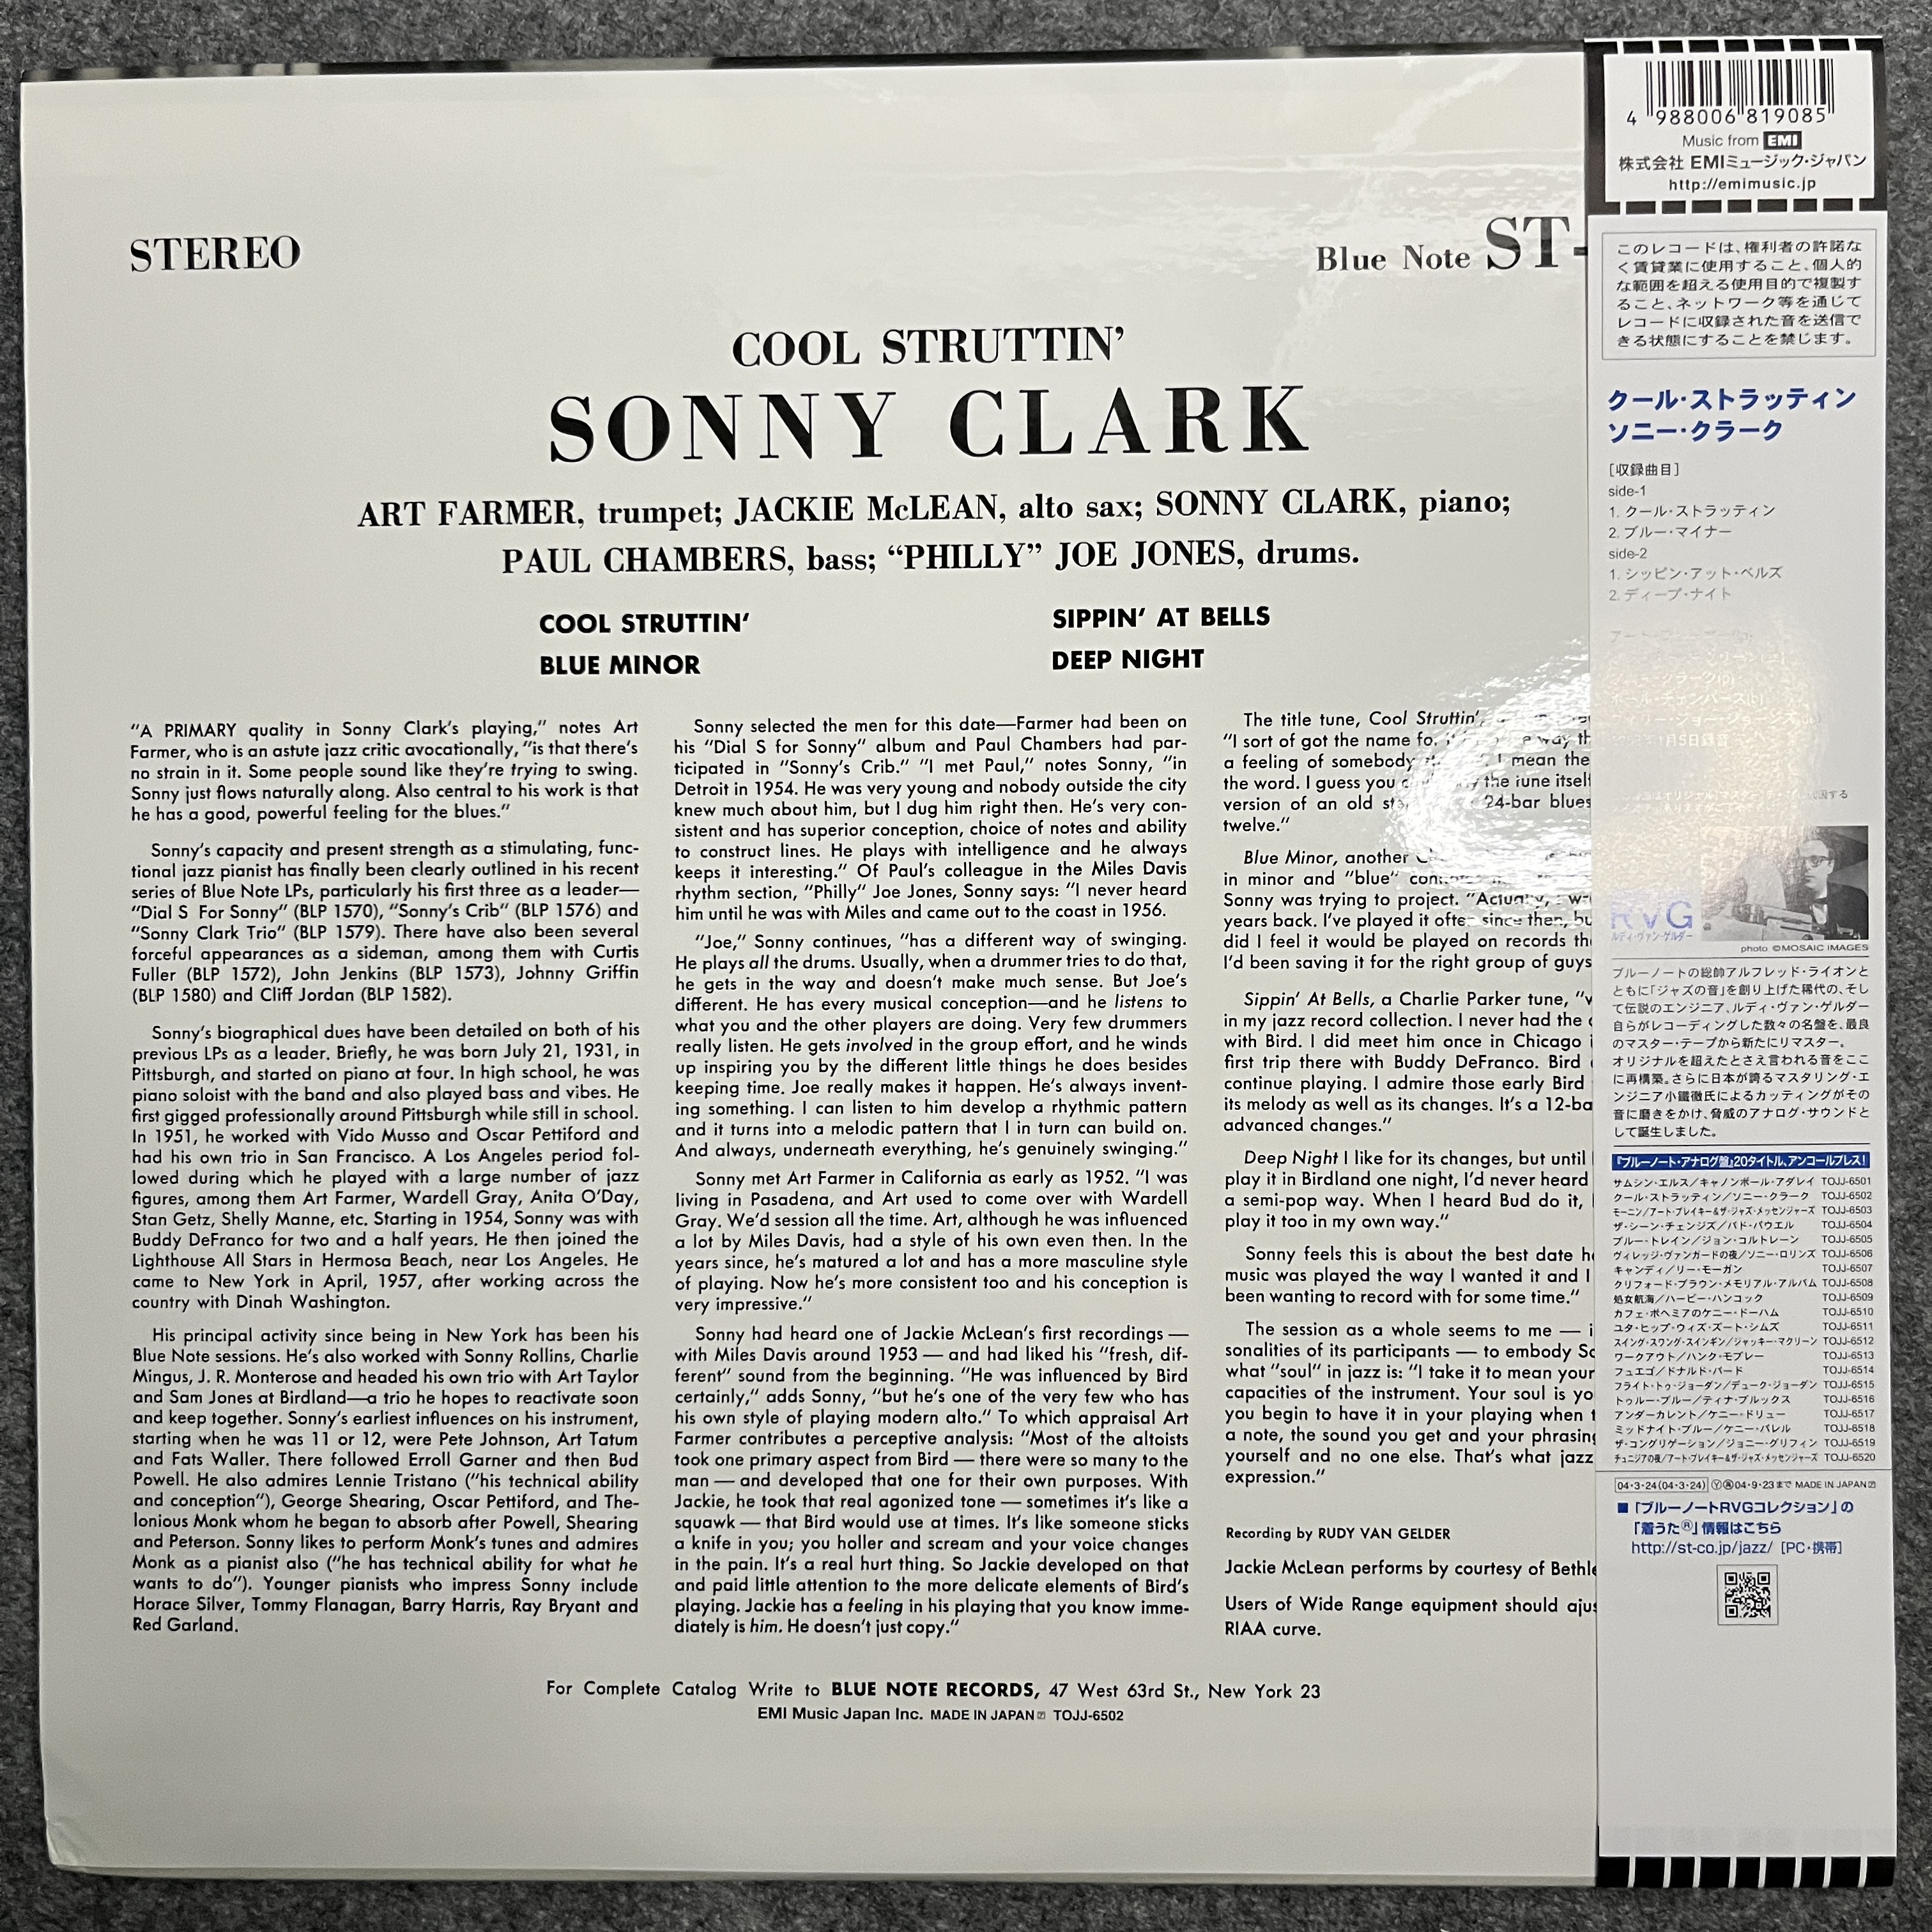 STEREO
Blue Note ST-
COOL STRUTTIN'
SONNY CLARK
ART FARMER, trumpet; JACKIE McLEAN, alto sax; SONNY CLARK, piano;
PAUL CHAMBERS, bass; “PHILLY” JOE JONES, drums.
COOL STRUTTIN'
BLUE MINOR
SIPPIN' AT BELLS
DEEP NIGHT
"A PRIMARY quality in Sonny Clark's playing," notes Art
Farmer, who is an astute jazz critic avocationally, "is that there's
no strain in it. Some people sound like they're trying to swing.
Sonny just flows naturally along. Also central to his work is that
he has a good, powerful feeling for the blues."
Sonny's capacity and present strength as a stimulating, func-
tional jazz pianist has finally been clearly outlined in his recent
series of Blue Note LPs, particularly his first three as a leader—
"Dial S For Sonny" (BLP 1570), "Sonny's Crib" (BLP 1576) and
"Sonny Clark Trio" (BLP 1579). There have also been several
forceful appearances as a sideman, among them with Curtis
Fuller (BLP 1572), John Jenkins (BLP 1573), Johnny Griffin
(BLP 1580) and Cliff Jordan (BLP 1582).
Sonny's biographical dues have been detailed on both of his
previous LPs as a leader. Briefly, he was born July 21, 1931, in
Pittsburgh, and started on piano at four. In high school, he was
piano soloist with the band and also played bass and vibes. He
first gigged professionally around Pittsburgh while still in school.
In 1951, he worked with Vido Musso and Oscar Pettiford and
had his own trio in San Francisco. A Los Angeles period fol-
lowed during which he played with a large number of jazz
figures, among them Art Farmer, Wardell Gray, Anita O'Day,
Stan Getz, Shelly Manne, etc. Starting in 1954, Sonny was with
Buddy DeFranco for two and a half years. He then joined the
Lighthouse All Stars in Hermosa Beach, near Los Angeles. He
came to New York in April, 1957, after working across the
country with Dinah Washington.
His principal activity since being in New York has been his
Blue Note sessions. He's also worked with Sonny Rollins, Charlie
Mingus, J. R. Monterose and headed his own trio with Art Taylor
and Sam Jones at Birdland—a trio he hopes to reactivate soon
and keep together. Sonny's earliest influences on his instrument,
starting when he was 11 or 12, were Pete Johnson, Art Tatum
and Fats Waller. There followed Erroll Garner and then Bud
Powell. He also admires Lennie Tristano ("his technical ability
and conception"), George Shearing, Oscar Pettiford, and The-
lonious Monk whom he began to absorb after Powell, Shearing
and Peterson. Sonny likes to perform Monk's tunes and admires
Monk as a pianist also ("he has technical ability for what he
wants to do"). Younger pianists who impress Sonny include
Horace Silver, Tommy Flanagan, Barry Harris, Ray Bryant and
Red Garland.
Sonny selected the men for this date—Farmer had been on
his "Dial S for Sonny" album and Paul Chambers had par-
ticipated in "Sonny's Crib." "I met Paul," notes Sonny, "in
Detroit in 1954. He was very young and nobody outside the city
knew much about him, but I dug him right then. He's very con-
sistent and has superior conception, choice of notes and ability
to construct lines. He plays with intelligence and he always
keeps it interesting." Of Paul's colleague in the Miles Davis
rhythm section, "Philly" Joe Jones, Sonny says: "I never heard
him until he was with Miles and came out to the coast in 1956.
"Joe," Sonny continues, "has a different way of swinging.
He plays all the drums. Usually, when a drummer tries to do that,
he gets in the way and doesn't make much sense. But Joe's
different. He has every musical conception—and he listens to
what you and the other players are doing. Very few drummers
really listen. He gets involved in the group effort, and he winds
up inspiring you by the different little things he does besides
keeping time. Joe really makes it happen. He's always invent-
ing something. I can listen to him develop a rhythmic pattern
and it turns into a melodic pattern that I in turn can build on.
And always, underneath everything, he's genuinely swinging."
Sonny met Art Farmer in California as early as 1952. "I was
living in Pasadena, and Art used to come over with Wardell
Gray. We'd session all the time. Art, although he was influenced
a lot by Miles Davis, had a style of his own even then. In the
years since, he's matured a lot and has a more masculine style
of playing. Now he's more consistent too and his conception is
very impressive."
Sonny had heard one of Jackie McLean's first recordings —
with Miles Davis around 1953 — and had liked his "fresh, dif-
ferent" sound from the beginning. "He was influenced by Bird
certainly," adds Sonny, "but he's one of the very few who has
his own style of playing modern alto." To which appraisal Art
Farmer contributes a perceptive analysis: "Most of the altoists
took one primary aspect from Bird — there were so many to the
man — and developed that one for their own purposes. With
Jackie, he took that real agonized tone — sometimes it's like a
squawk — that Bird would use at times. It's like someone sticks
a knife in you; you holler and scream and your voice changes
in the pain. It's a real hurt thing. So Jackie developed on that
and paid little attention to the more delicate elements of Bird's
playing. Jackie has a feeling in his playing that you know imme-
diately is him. He doesn't just copy."
The title tune, Cool Struttin',
"I sort of got the name
a feeling of somebody I mean the
the word. I guess you the tune itself
version of an old 24-bar blues
twelve."
Blue Minor, another
in minor and "blue"
Sonny was trying to project. "Actually,
years back. I've played it often since then, bu
did I feel it would be played on records th
I'd been saving it for the right group of guys
Sippin' At Bells, a Charlie Parker tune, "v
in my jazz record collection. I never had the
with Bird. I did meet him once in Chicago
first trip there with Buddy DeFranco. Bird
continue playing. I admire those early Bird
its melody as well as its changes. It's a 12-ba
advanced changes."
Deep Night I like for its changes, but until
play it in Birdland one night, I'd never heard
a semi-pop way. When I heard Bud do it,
play it too in my own way."
Sonny feels this is about the best date h
music was played the way I wanted it and I
been wanting to record with for some time."
The session as a whole seems to me — i
sonalities of its participants — to embody So
what "soul" in jazz is: "I take it to mean your
capacities of the instrument. Your soul is yo
you begin to have it in your playing when t
a note, the sound you get and your phrasing
yourself and no one else. That's what jazz
expression."
Recording by RUDY VAN GELDER
Jackie McLean performs by courtesy of Bethle
Users of Wide Range equipment should ajus
RIAA curve.
For Complete Catalog Write to BLUE NOTE RECORDS, 47 West 63rd St., New York 23
EMI Music Japan Inc. MADE IN JAPAN TOJJ-6502
4 988006 819085
Music from EMI
株式会社 EMIミュージック・ジャパン
http://emimusic.jp
このレコードは、権利者の許諾な
く賃貸業に使用すること、個人的
な範囲を超える使用目的で複製す
ること、ネットワーク等を通じて
レコードに収録された音を送信で
きる状態にすることを禁じます。
クール・ストラッティン
ソニー・クラーク
[収録曲目]
side-1
1. クール・ストラッティン
2. ブルー・マイナー
side-2
1. シッピン・アット・ベルズ
2. ディープ・ナイト
RVG
ルディ・ヴァン・ゲルダー
photo ©MOSAIC IMAGES
ブルーノートの総帥アルフレッド・ライオンと
ともに「ジャズの音」を創り上げた稀代の、そし
て伝説のエンジニア、ルディ・ヴァン・ゲルダー
自らがレコーディングした数々の名盤を、最良
のマスター・テープから新たにリマスター。
オリジナルを超えたとさえ言われる音をここ
に再構築。さらに日本が誇るマスタリング・エ
ンジニア小鐵徹氏によるカッティングがその
音に磨きをかけ、脅威のアナログ・サウンドと
して誕生しました。
『ブルーノート・アナログ盤』20タイトル、アンコールプレス!
サムシン・エルス／キャノンボール・アダレイ TOJJ-6501
クール・ストラッティン／ソニー・クラーク TOJJ-6502
モーニン／アート・ブレイキー&ザ・ジャズ・メッセンジャーズ TOJJ-6503
ザ・シーン・チェンジズ／バド・パウエル TOJJ-6504
ブルー・トレイン／ジョン・コルトレーン TOJJ-6505
ヴィレッジ・ヴァンガードの夜／ソニー・ロリンズ TOJJ-6506
キャンディ／リー・モーガン TOJJ-6507
クリフォード・ブラウン・メモリアル・アルバム TOJJ-6508
処女航海／ハービー・ハンコック TOJJ-6509
カフェ・ボヘミアのケニー・ドーハム TOJJ-6510
ユタ・ヒップ・ウィズ・ズート・シムズ TOJJ-6511
スイング・スワング・スインギン／ジャッキー・マクリーン TOJJ-6512
ワークアウト／ハンク・モブレー TOJJ-6513
フュエゴ／ドナルド・バード TOJJ-6514
フライト・トゥ・ジョーダン／デューク・ジョーダン TOJJ-6515
トゥルー・ブルー／ティナ・ブルックス TOJJ-6516
アンダーカレント／ケニー・ドリュー TOJJ-6517
ミッドナイト・ブルー／ケニー・バレル TOJJ-6518
ザ・コングリゲーション／ジョニー・グリフィン TOJJ-6519
チュニジアの夜／アート・ブレイキー&ザ・ジャズ・メッセンジャーズ TOJJ-6520
04・3・24(04・3・24) Ⓨ 04・9・23まで MADE IN JAPAN
■「ブルーノートRVGコレクション」の
「着うた®」情報はこちら
http://st-co.jp/jazz/ [PC・携帯]